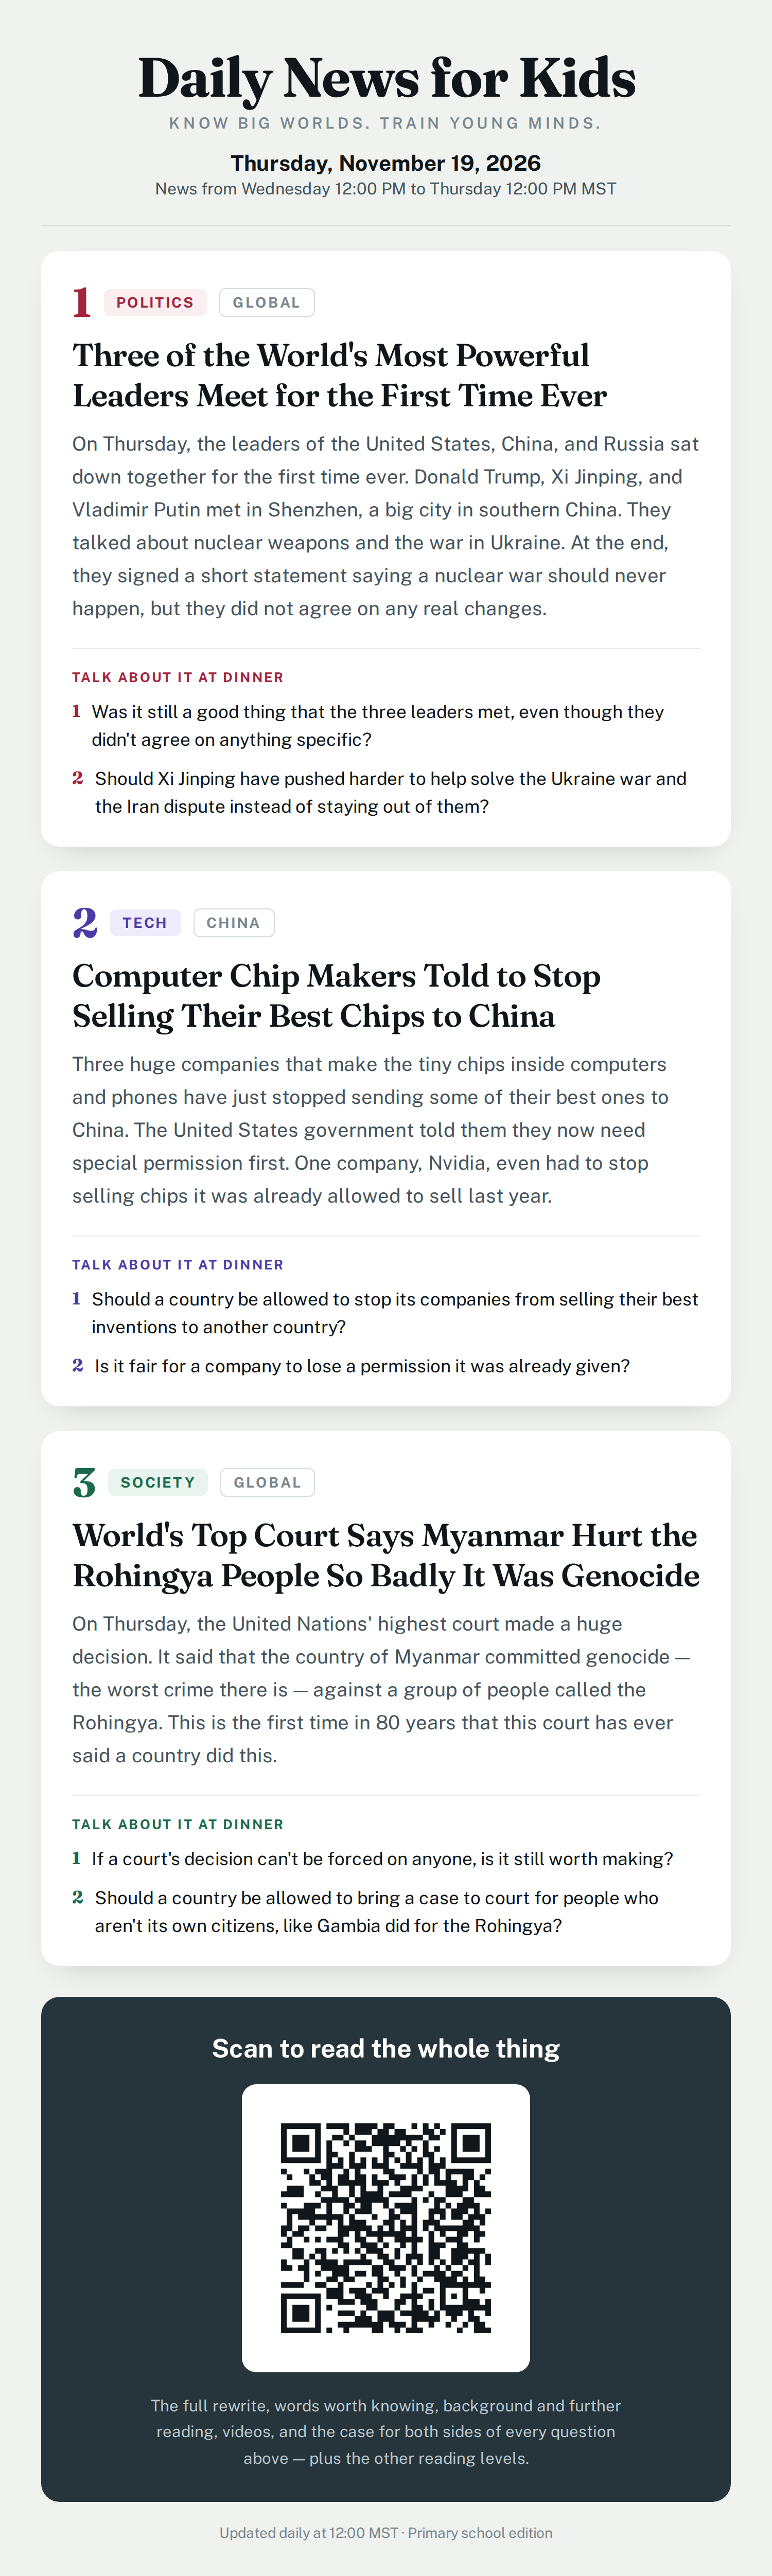 Daily News for Kids
KNOW BIG WORLDS. TRAIN YOUNG MINDS.
Thursday, November 19, 2026
News from Wednesday 12:00 PM to Thursday 12:00 PM MST
1 POLITICS GLOBAL
Three of the World's Most Powerful
Leaders Meet for the First Time Ever
On Thursday, the leaders of the United States, China, and Russia sat
down together for the first time ever. Donald Trump, Xi Jinping, and
Vladimir Putin met in Shenzhen, a big city in southern China. They
talked about nuclear weapons and the war in Ukraine. At the end,
they signed a short statement saying a nuclear war should never
happen, but they did not agree on any real changes.
TALK ABOUT IT AT DINNER
1 Was it still a good thing that the three leaders met, even though they
didn't agree on anything specific?
2 Should Xi Jinping have pushed harder to help solve the Ukraine war and
the Iran dispute instead of staying out of them?
2 TECH CHINA
Computer Chip Makers Told to Stop
Selling Their Best Chips to China
Three huge companies that make the tiny chips inside computers
and phones have just stopped sending some of their best ones to
China. The United States government told them they now need
special permission first. One company, Nvidia, even had to stop
selling chips it was already allowed to sell last year.
TALK ABOUT IT AT DINNER
1 Should a country be allowed to stop its companies from selling their best
inventions to another country?
2 Is it fair for a company to lose a permission it was already given?
3 SOCIETY GLOBAL
World's Top Court Says Myanmar Hurt the
Rohingya People So Badly It Was Genocide
On Thursday, the United Nations' highest court made a huge
decision. It said that the country of Myanmar committed genocide —
the worst crime there is — against a group of people called the
Rohingya. This is the first time in 80 years that this court has ever
said a country did this.
TALK ABOUT IT AT DINNER
1 If a court's decision can't be forced on anyone, is it still worth making?
2 Should a country be allowed to bring a case to court for people who
aren't its own citizens, like Gambia did for the Rohingya?
Scan to read the whole thing
The full rewrite, words worth knowing, background and further
reading, videos, and the case for both sides of every question
above — plus the other reading levels.
Updated daily at 12:00 MST · Primary school edition